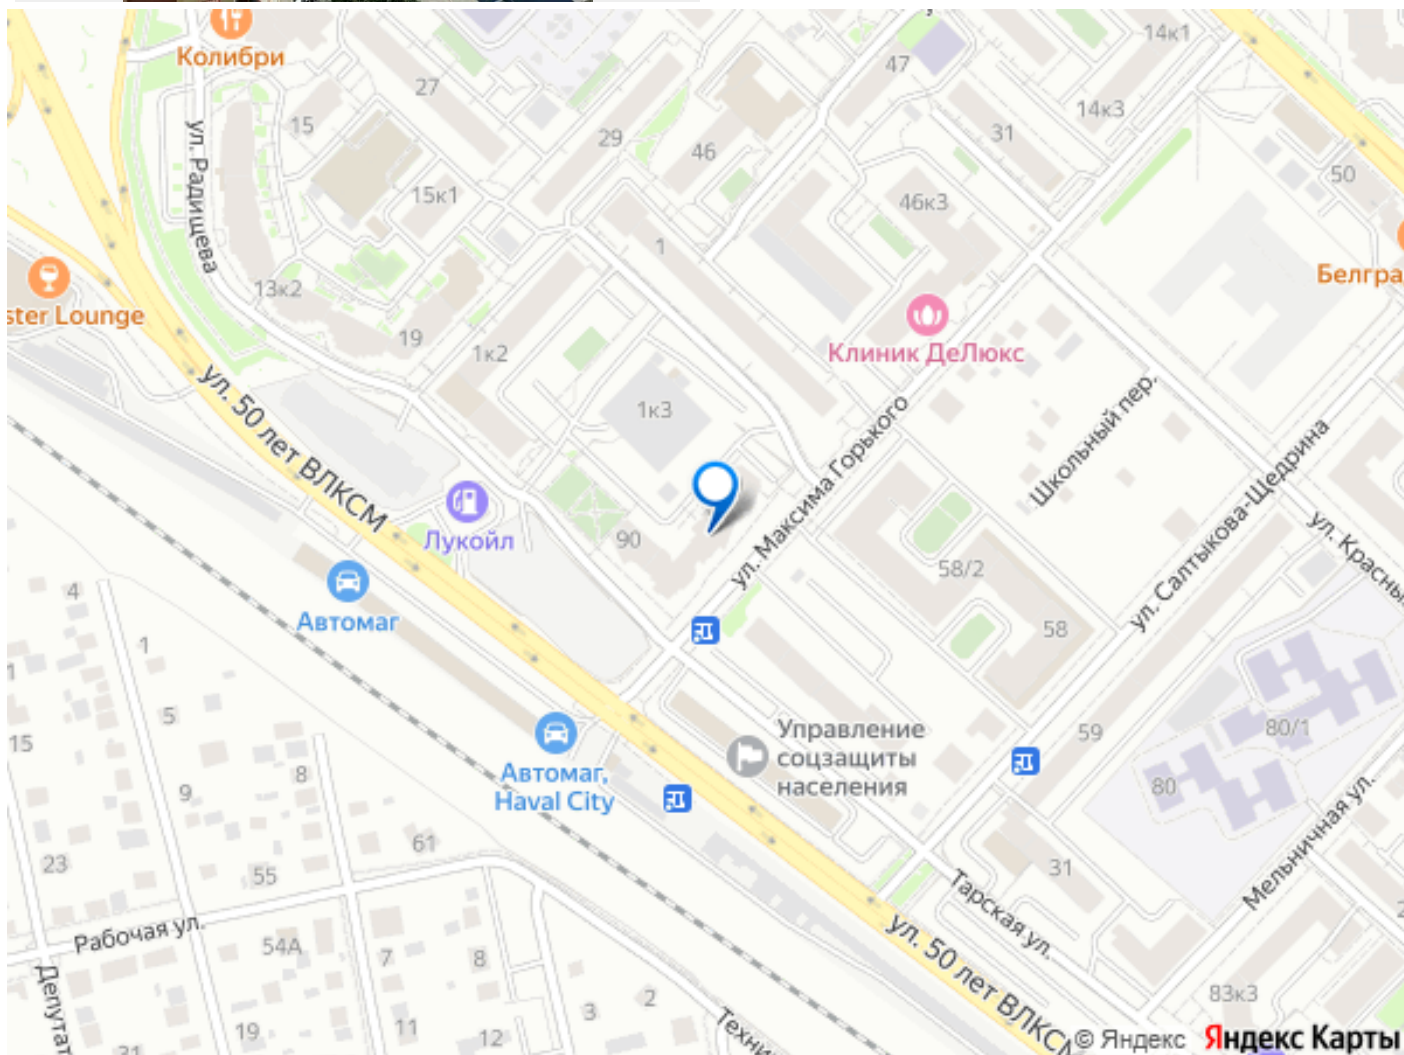 Колибри
27
47
14к1
14к3
15
29
46
31
50
ул. Радищева
15к1
46к3
1
Белгра
13к2
ster Lounge
19
1к2
Клиник ДеЛюкс
1к3
ул. 50 лет ВЛКСМ
ул. Максима Горького
Школьный пер.
ул. Салтыкова-Щедрина
Лукойл
90
58/2
ул. Красны
4
Автомаг
1
58
1
5
15
Управление
соцзащиты
населения
59
80/1
Автомаг,
Haval City
8
9
80
61
23
55
31
Мельничная ул.
Рабочая ул.
54А
7
8
Тарская ул.
ул. 50 лет ВЛКСМ
Депутат
19
11
12
3
2
Техни
83к3
31
© Яндекс Яндекс Карты